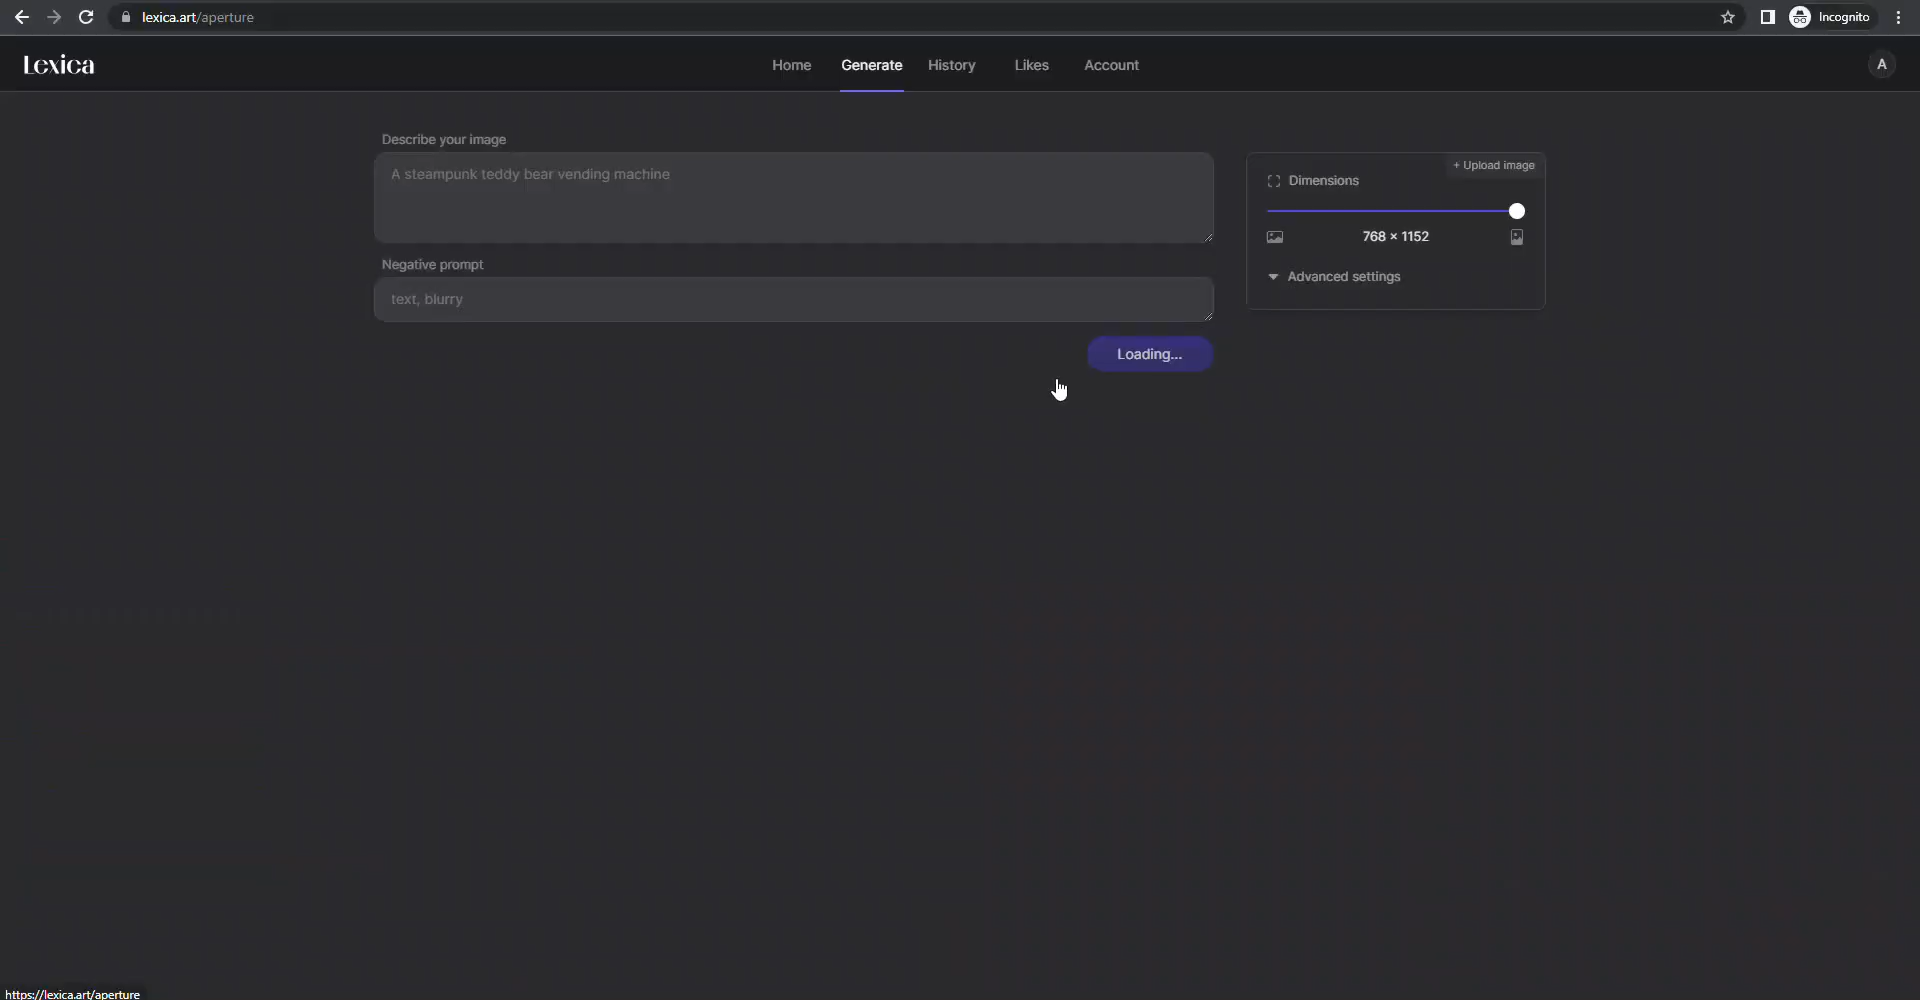 lexica.art/aperture
Incognito
Lexica
Home
Generate
History
Likes
Account
A
Describe your image
A steampunk teddy bear vending machine
Negative prompt
text, blurry
Loading...
+ Upload image
Dimensions
768 × 1152
Advanced settings
https://lexica.art/aperture